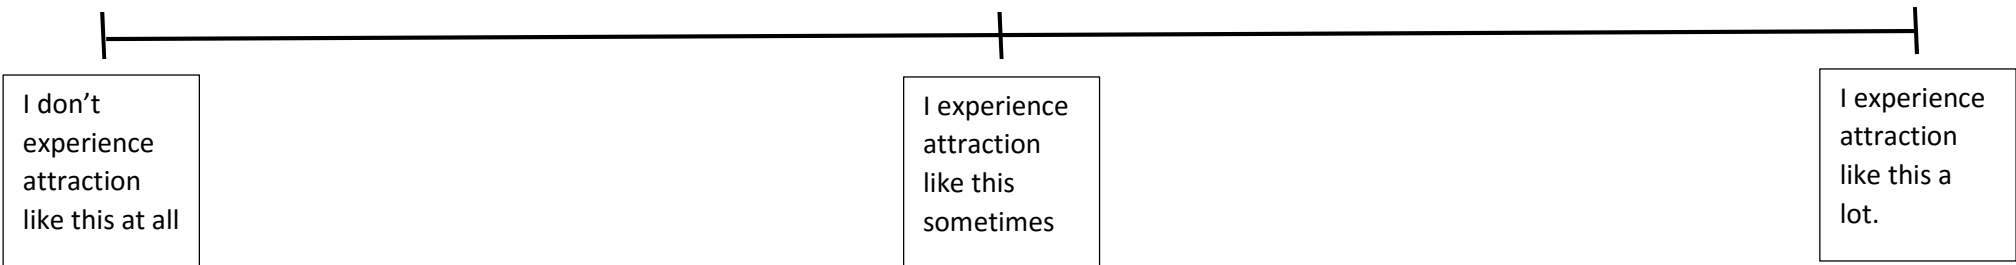 I don’t
experience
attraction
like this at all
I experience
attraction
like this
sometimes
I experience
attraction
like this a
lot.